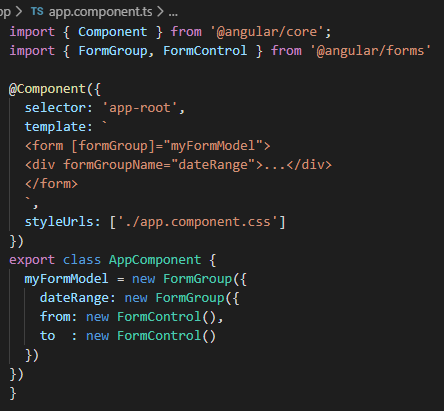 app > TS app.component.ts > ...
import { Component } from '@angular/core';
import { FormGroup, FormControl } from '@angular/forms'
@Component({
selector: 'app-root',
template: `
<form [formGroup]="myFormModel">
<div formGroupName="dateRange">...</div>
</form>
`,
styleUrls: ['./app.component.css']
})
export class AppComponent {
myFormModel = new FormGroup({
dateRange: new FormGroup({
from: new FormControl(),
to  : new FormControl()
})
})
}